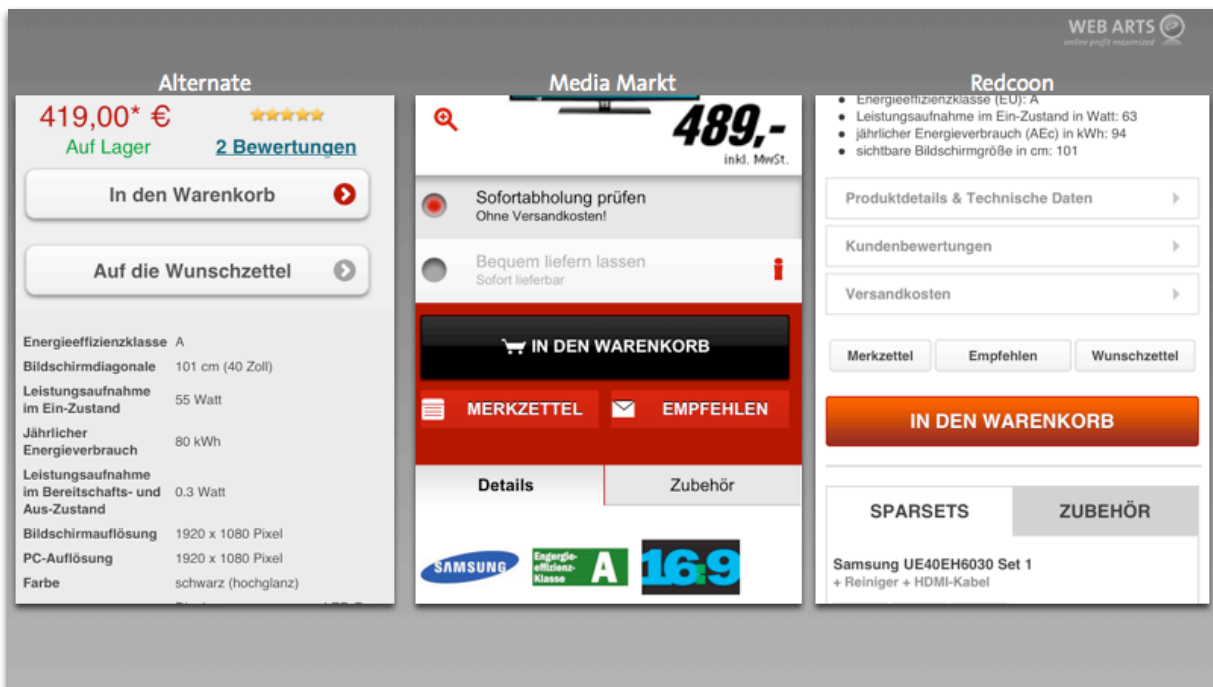 WEB ARTS
online profit maximized
Alternate
419,00* €
Auf Lager
2 Bewertungen
In den Warenkorb
Auf die Wunschzettel
Energieeffizienzklasse A
Bildschirmdiagonale 101 cm (40 Zoll)
Leistungsaufnahme
im Ein-Zustand
55 Watt
Jährlicher
Energieverbrauch
80 kWh
Leistungsaufnahme
im Bereitschafts- und
Aus-Zustand
0.3 Watt
Bildschirmauflösung 1920 x 1080 Pixel
PC-Auflösung 1920 x 1080 Pixel
Farbe schwarz (hochglanz)
Media Markt
489,-
inkl. MwSt.
Sofortabholung prüfen
Ohne Versandkosten!
Bequem liefern lassen
Sofort lieferbar
IN DEN WARENKORB
MERKZETTEL EMPFEHLEN
Details Zubehör
SAMSUNG
Engergie-
effizienz-
Klasse
A
16:9
Redcoon
Energieeffizienzklasse (EU): A
Leistungsaufnahme im Ein-Zustand in Watt: 63
jährlicher Energieverbrauch (AEc) in kWh: 94
sichtbare Bildschirmgröße in cm: 101
Produktdetails & Technische Daten
Kundenbewertungen
Versandkosten
Merkzettel Empfehlen Wunschzettel
IN DEN WARENKORB
SPARSETS ZUBEHÖR
Samsung UE40EH6030 Set 1
+ Reiniger + HDMI-Kabel